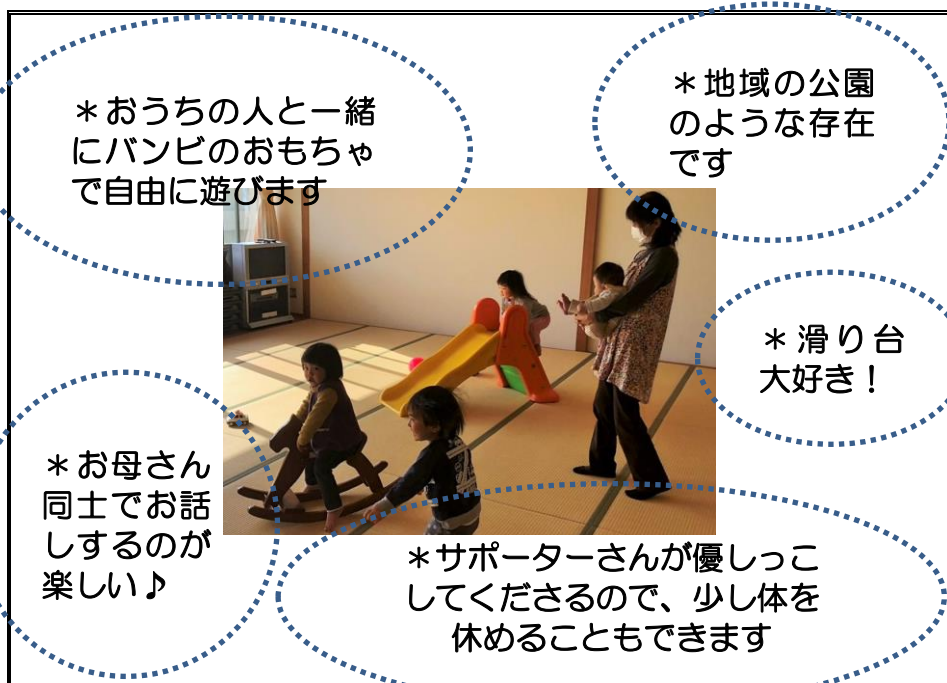 ＊おうちの人と一緒
にバンビのおもちゃ
で自由に遊びます
＊地域の公園
のような存在
です
＊滑り台
大好き！
＊お母さん
同士でお話
しするのが
楽しい♪
＊サポーターさんが優しっこ
してくださるので、少し体を
休めることもできます